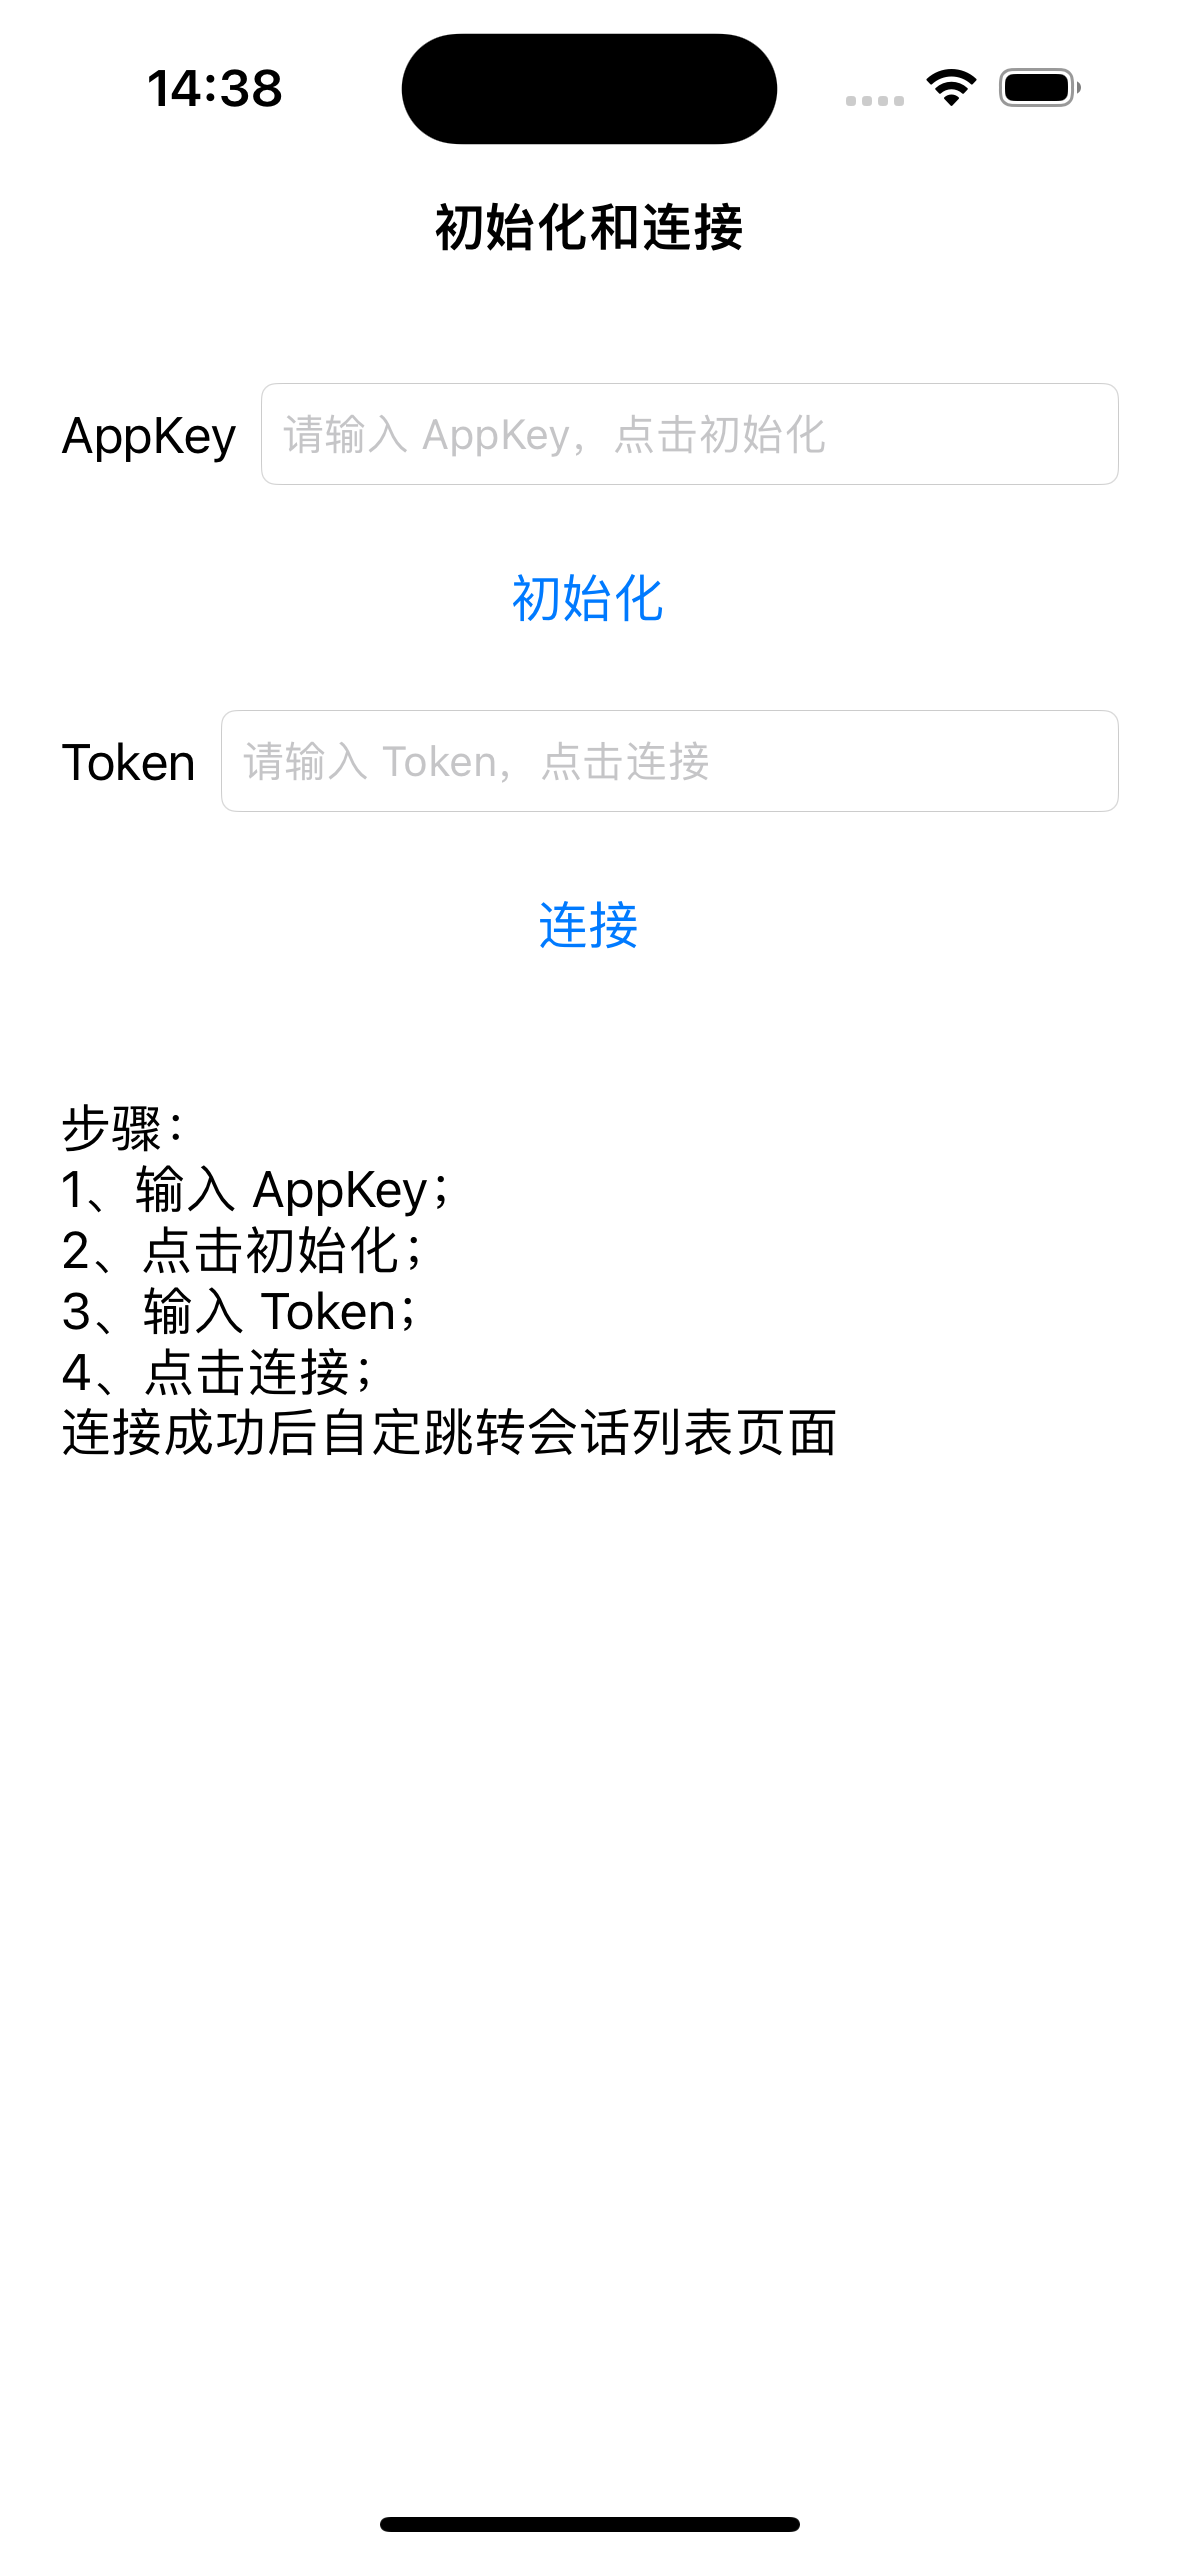 14:38
初始化和连接
AppKey
请输入 AppKey，点击初始化
初始化
Token
请输入 Token，点击连接
连接
步骤：
1、输入 AppKey；
2、点击初始化；
3、输入 Token；
4、点击连接；
连接成功后自定跳转会话列表页面